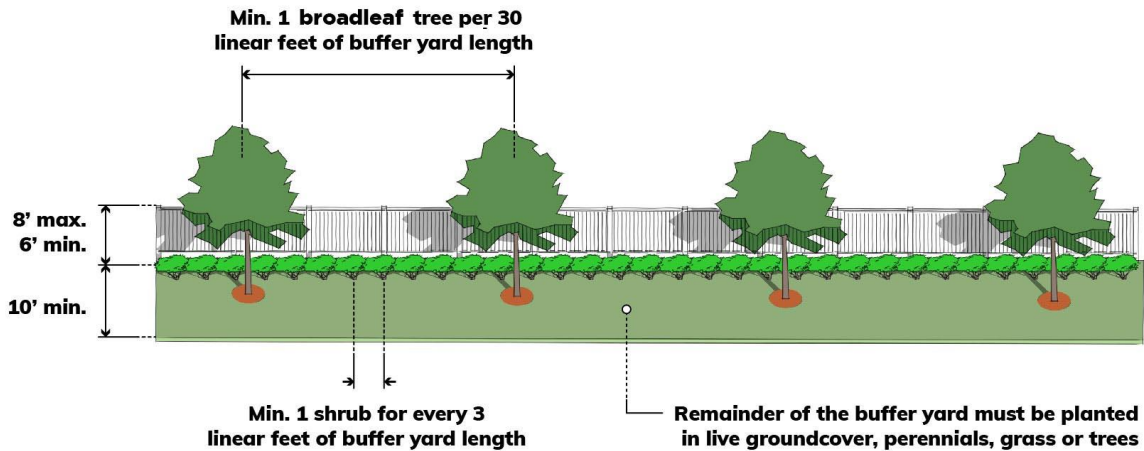 Min. 1 broadleaf tree per 30
linear feet of buffer yard length
8’ max.
6’ min.
10’ min.
Min. 1 shrub for every 3
linear feet of buffer yard length
Remainder of the buffer yard must be planted
in live groundcover, perennials, grass or trees